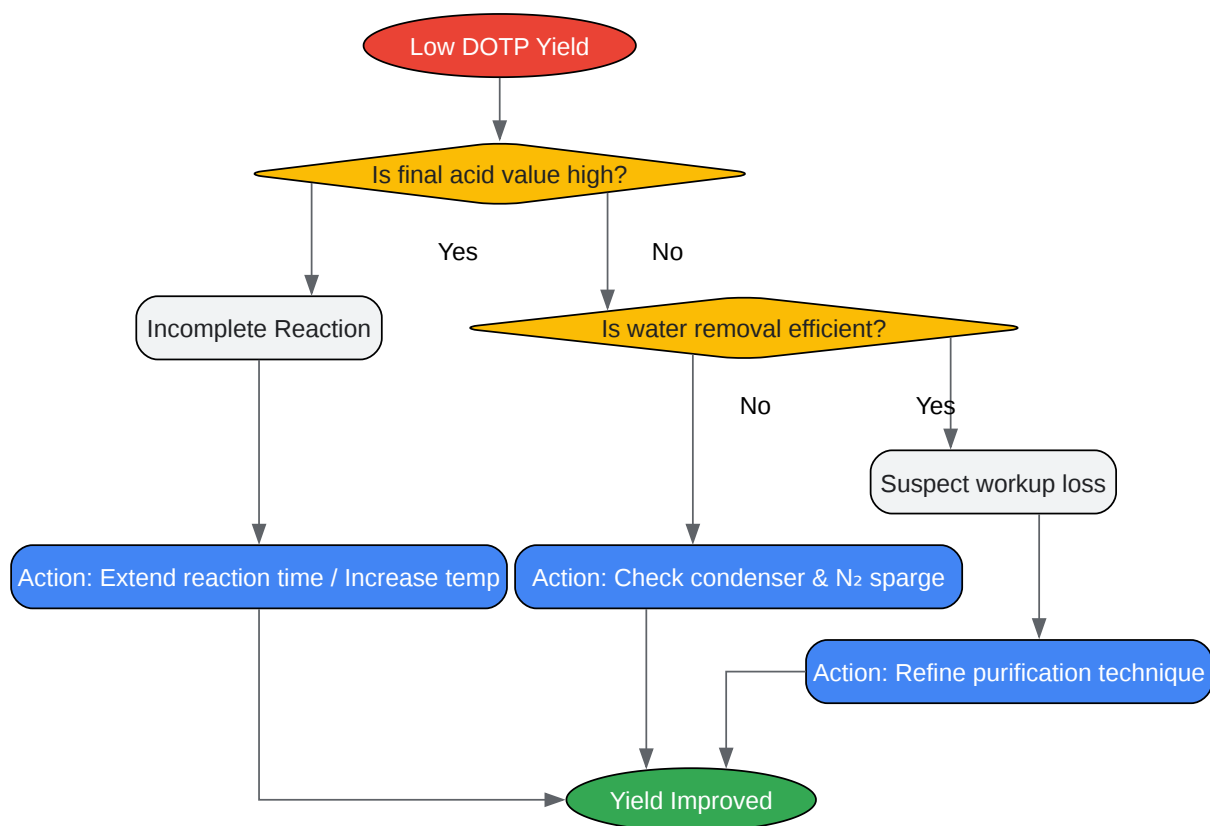 Low DOTP Yield
Is final acid value high?
Yes
No
Incomplete Reaction
Is water removal efficient?
No
Yes
Suspect workup loss
Action: Extend reaction time / Increase temp
Action: Check condenser & N₂ sparge
Action: Refine purification technique
Yield Improved